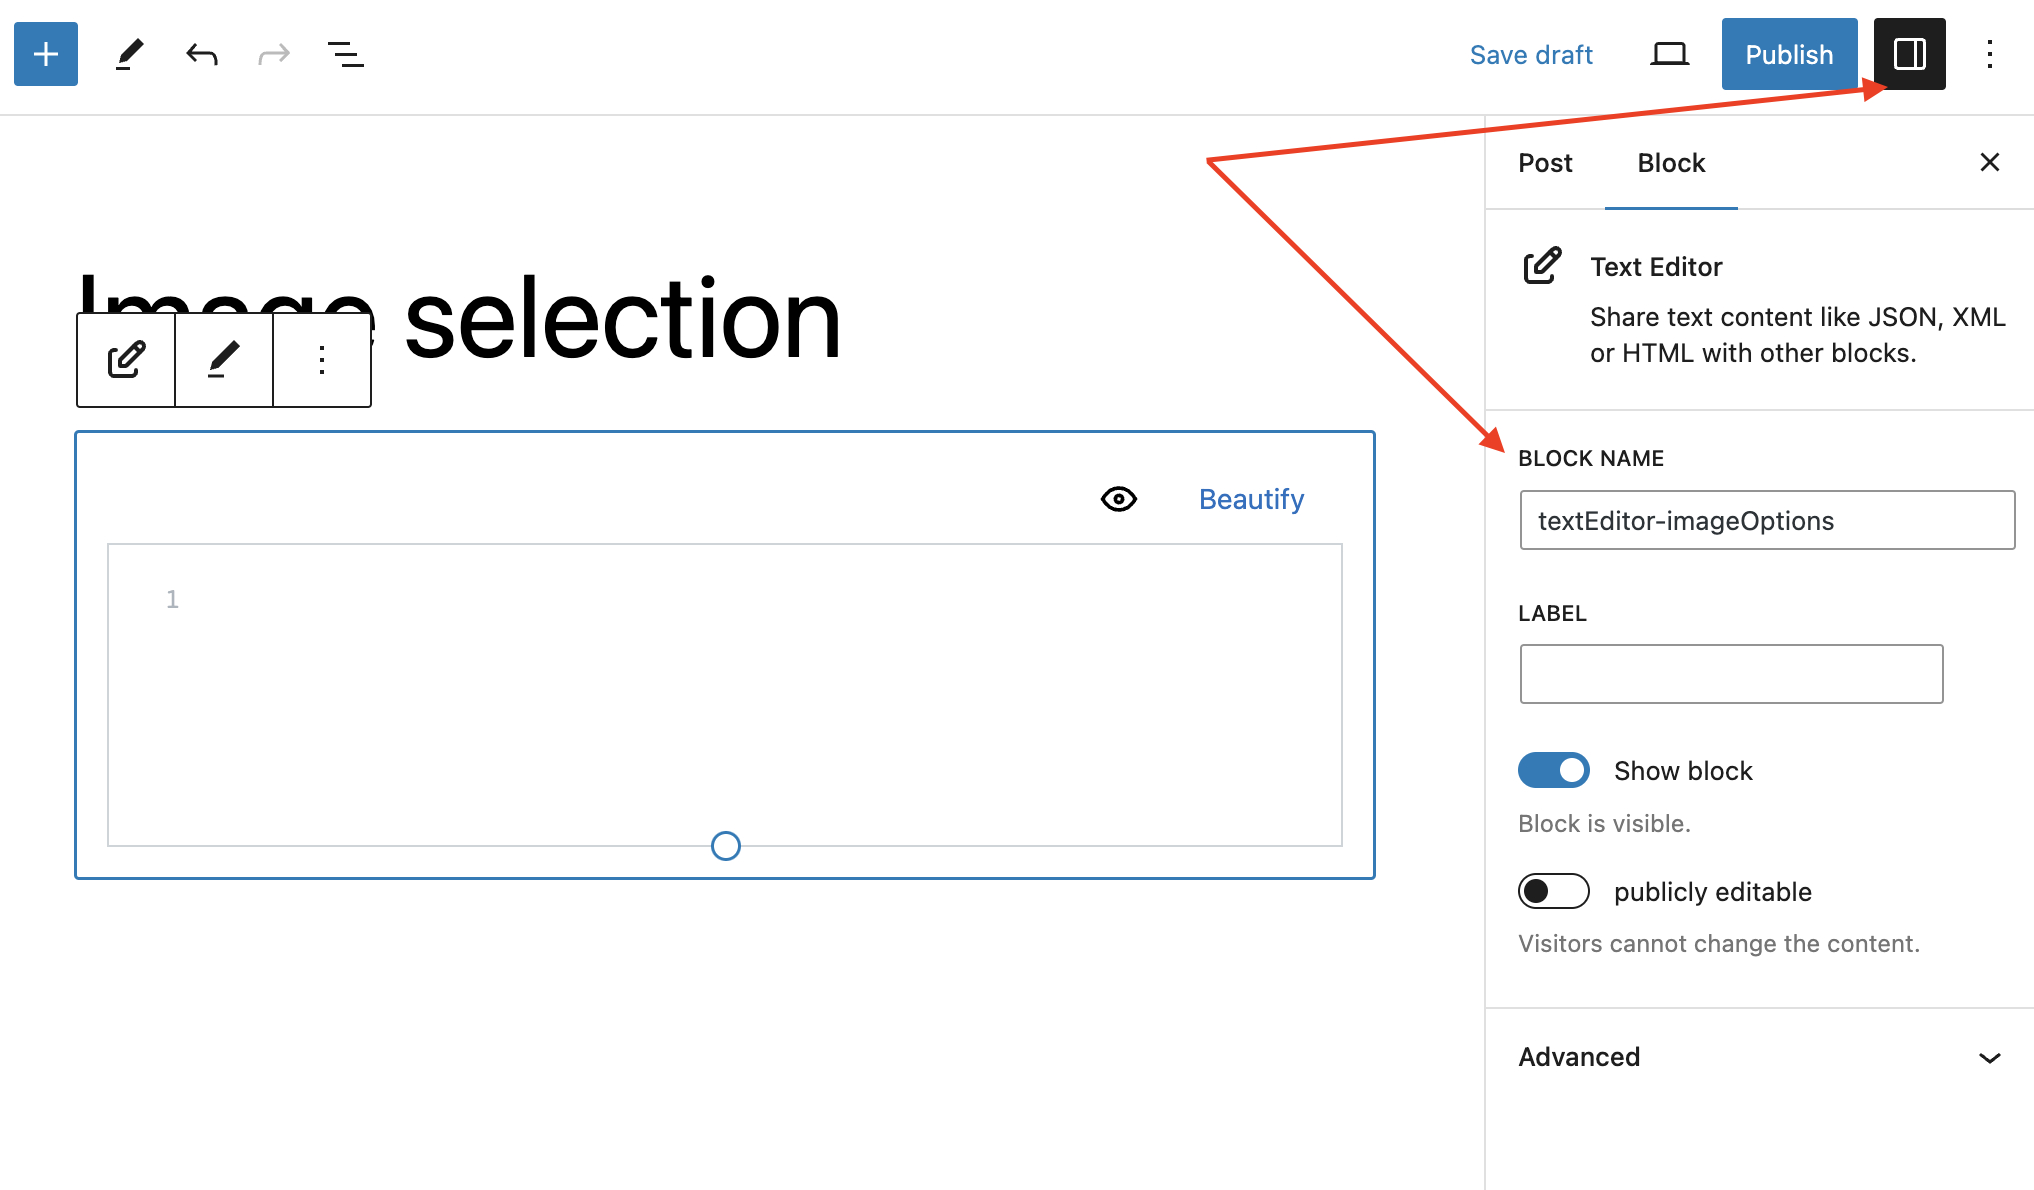 Save draft
Publish
Post
Block
Image selection
Text Editor
Share text content like JSON, XML
or HTML with other blocks.
Beautify
1
BLOCK NAME
textEditor-imageOptions
LABEL
Show block
Block is visible.
publicly editable
Visitors cannot change the content.
Advanced